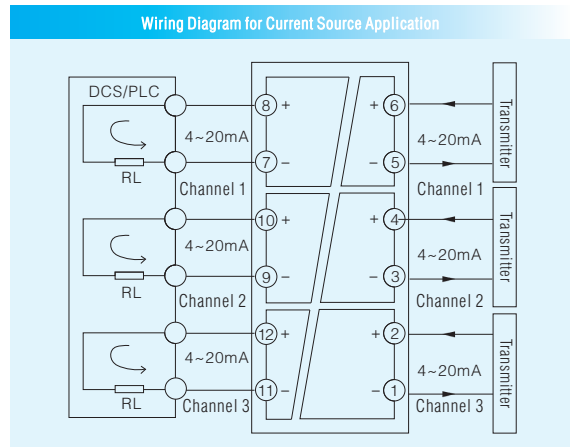 Wiring Diagram for Current Source Application
DCS/PLC
8 +
+ 6
4~20mA
4~20mA
7 −
− 5
RL
Channel 1
Channel 1
Transmitter
10 +
+ 4
4~20mA
4~20mA
9 −
− 3
RL
Channel 2
Channel 2
Transmitter
12 +
+ 2
4~20mA
4~20mA
11 −
− 1
RL
Channel 3
Channel 3
Transmitter